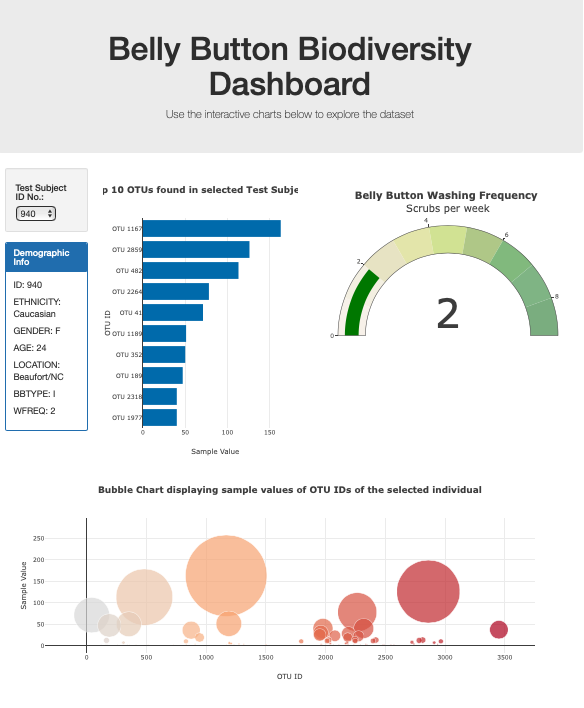 Belly Button Biodiversity
Dashboard
Use the interactive charts below to explore the dataset
Test Subject
ID No.:
940
Demographic
Info
ID: 940
ETHNICITY:
Caucasian
GENDER: F
AGE: 24
LOCATION:
Beaufort/NC
BBTYPE: I
WFREQ: 2
p 10 OTUs found in selected Test Subje
OTU ID
OTU 1167
OTU 2859
OTU 482
OTU 2264
OTU 41
OTU 1189
OTU 352
OTU 189
OTU 2318
OTU 1977
0 50 100 150
Sample Value
Belly Button Washing Frequency
Scrubs per week
0 2 4 6 8
2
Bubble Chart displaying sample values of OTU IDs of the selected individual
Sample Value
250
200
150
100
50
0
0 500 1000 1500 2000 2500 3000 3500
OTU ID